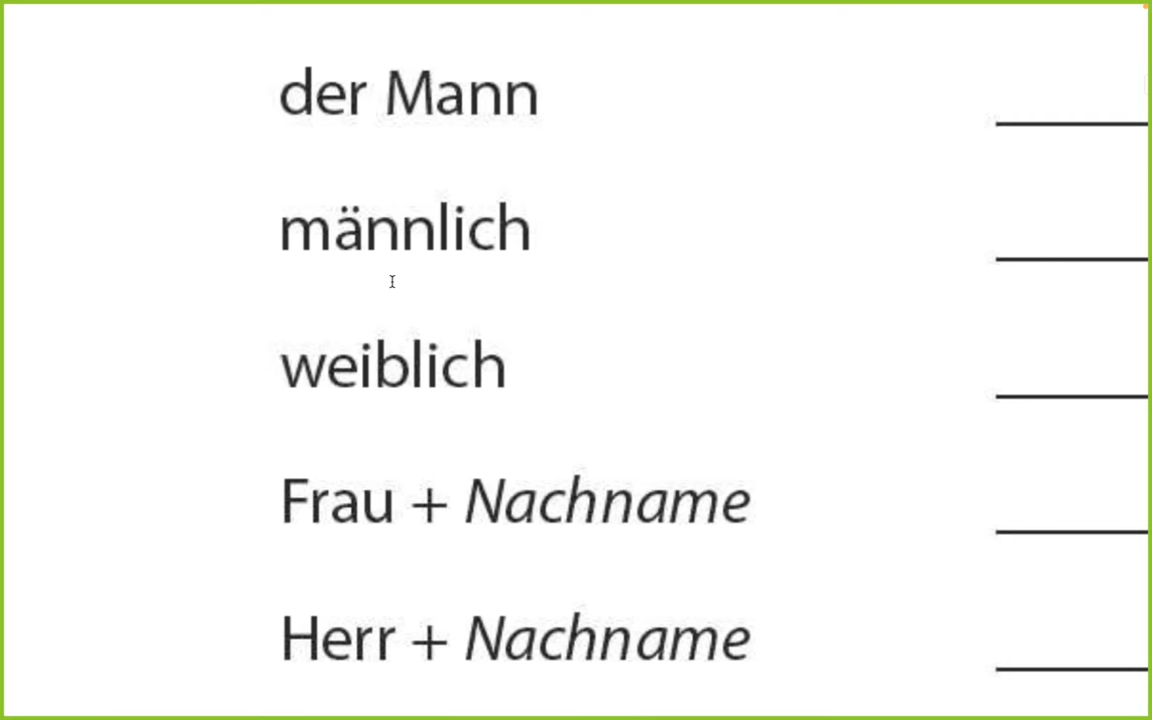 der Mann
männlich
weiblich
Frau + Nachname
Herr + Nachname